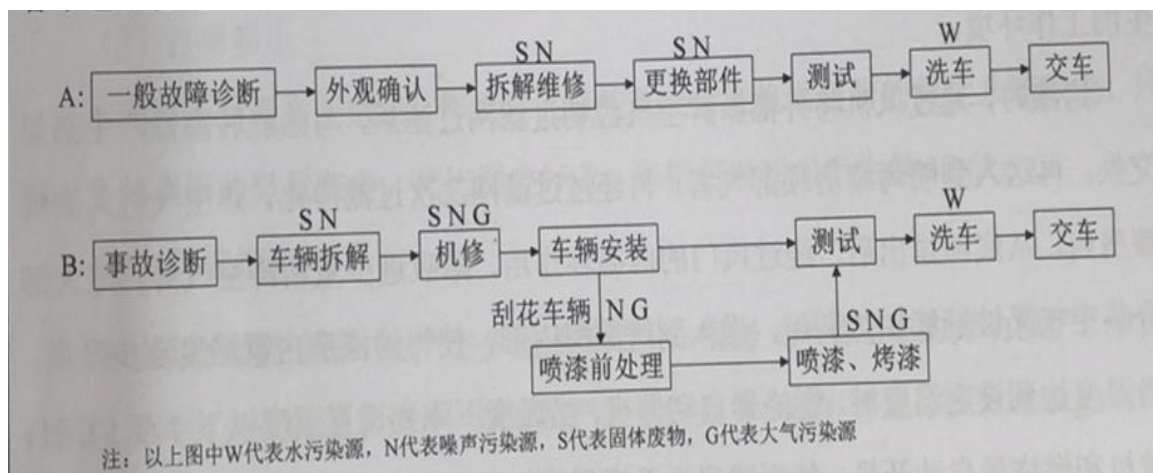 SN SN W
A: 一般故障诊断 外观确认 拆解维修 更换部件 测试 洗车 交车
SN SNG W
B: 事故诊断 车辆拆解 机修 车辆安装 测试 洗车 交车
刮花车辆 NG SNG
喷漆前处理 喷漆、烤漆
注：以上图中W代表水污染源，N代表噪声污染源，S代表固体废物，G代表大气污染源